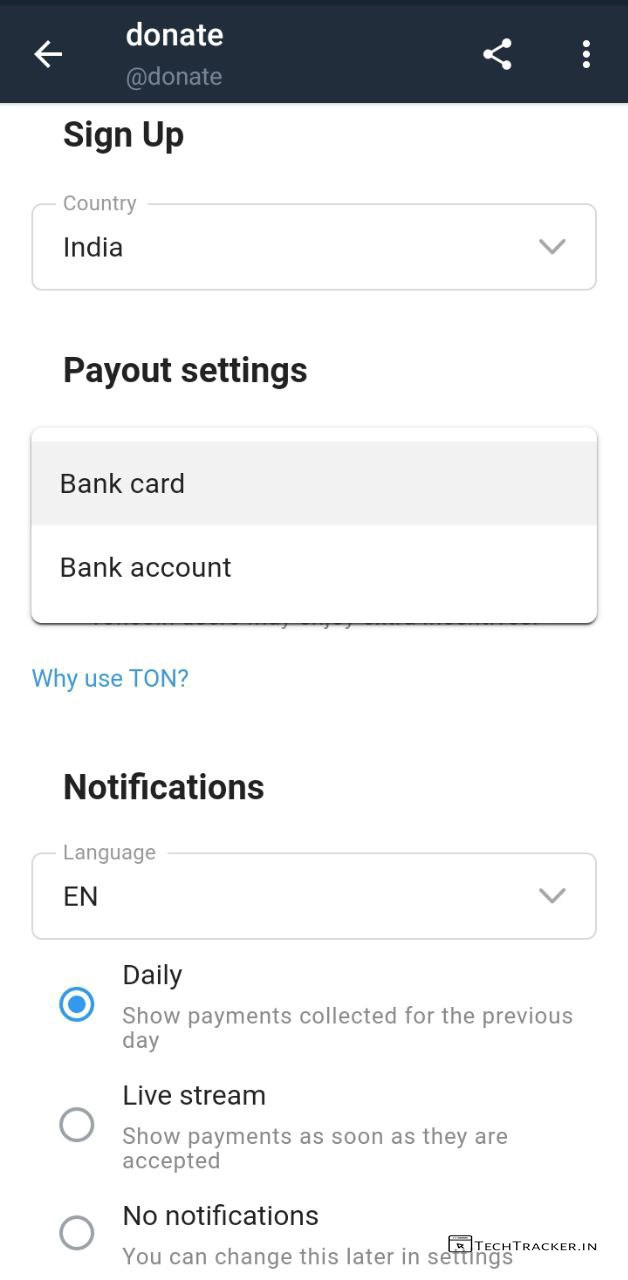 donate
@donate
Sign Up
Country
India
Payout settings
Bank card
Bank account
Why use TON?
Notifications
Language
EN
Daily
Show payments collected for the previous
day
Live stream
Show payments as soon as they are
accepted
No notifications
You can change this later in settings
TECHTRACKER.IN